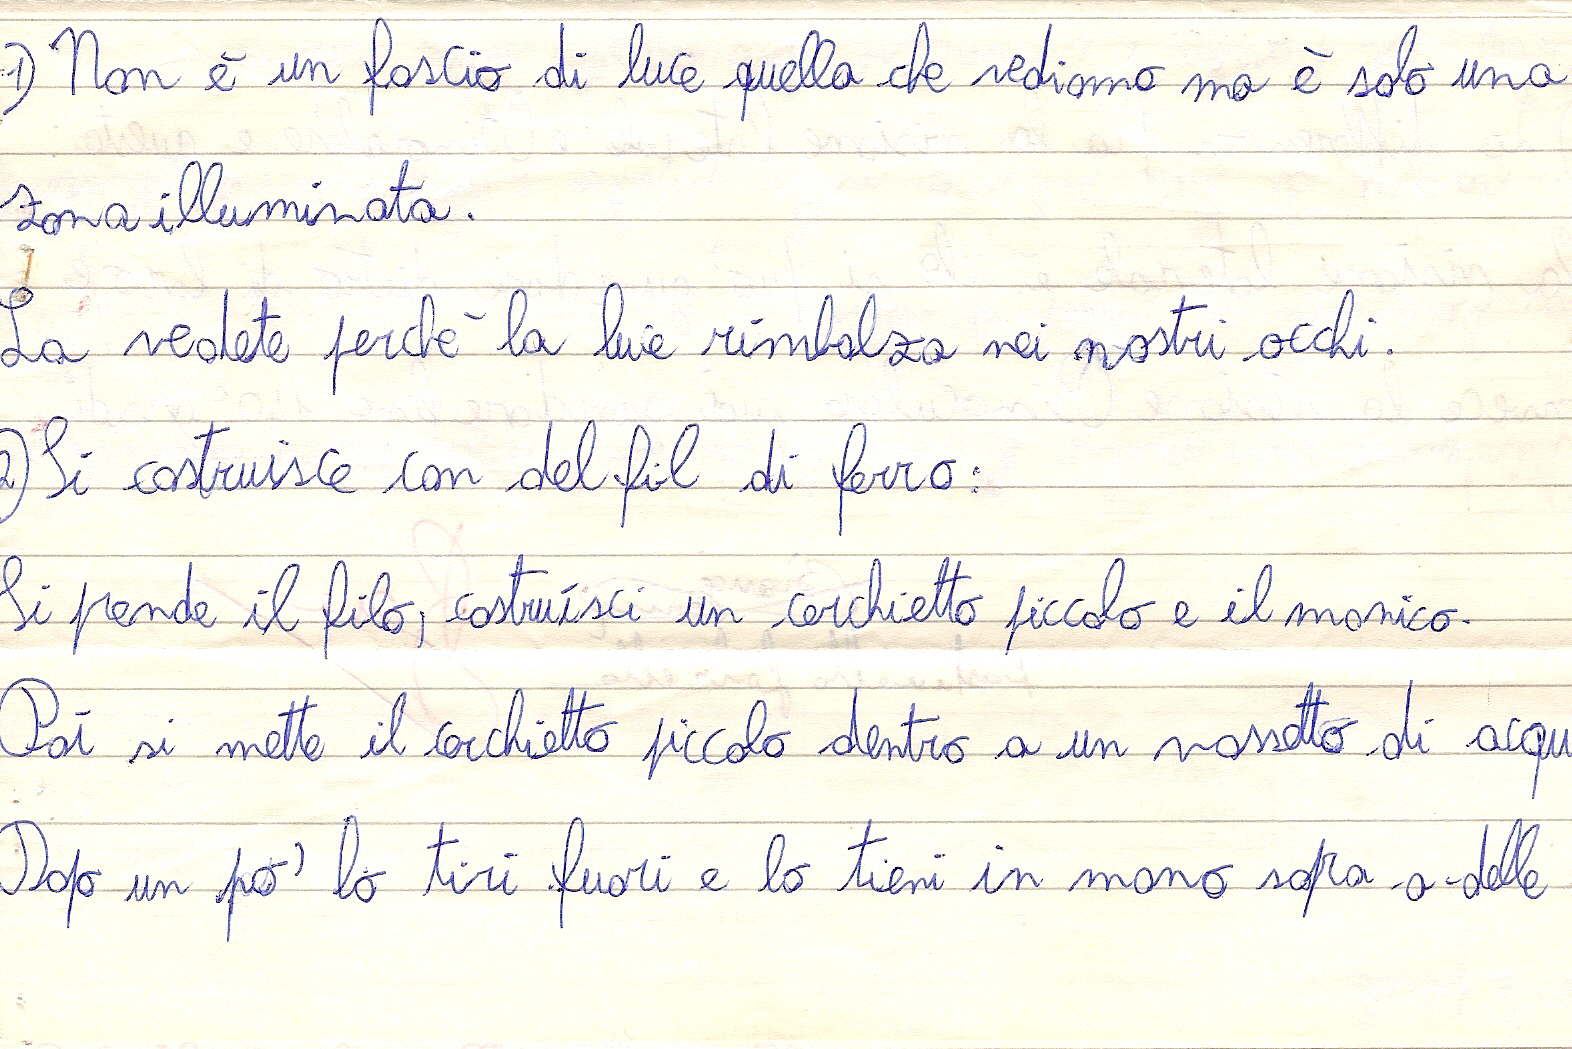 1) Non è un fascio di luce quella che vediamo ma è solo una
zona illuminata.
La vedete perchè la luce rimbalza nei nostri occhi.
2) Si costruisce con del fil di ferro:
Si prende il filo, costruisci un cerchietto piccolo e il manico.
Poi si mette il cerchietto piccolo dentro a un vassetto di acqu
Dopo un pò' lo tiri fuori e lo tieni in mano sopra a delle